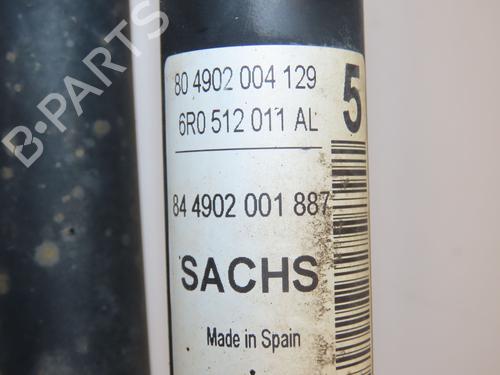 80 4902 004 129
6R0 512 011 AL
5
84 4902 001 887
SACHS
Made in Spain
B-PARTS